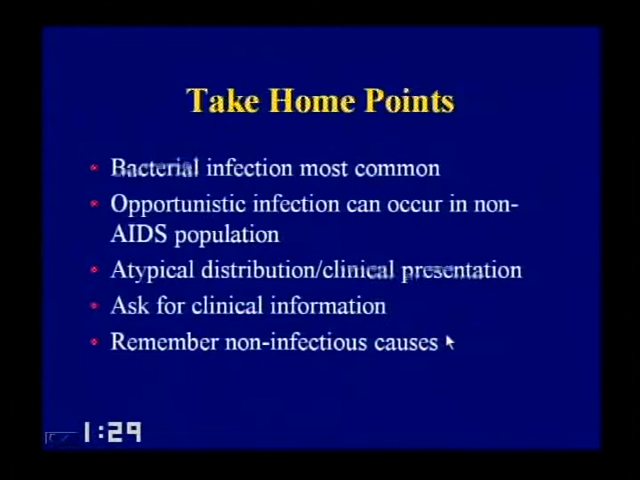 Take Home Points
Bacterial infection most common
Opportunistic infection can occur in non-
AIDS population
Atypical distribution/clinical presentation
Ask for clinical information
Remember non-infectious causes
1:29